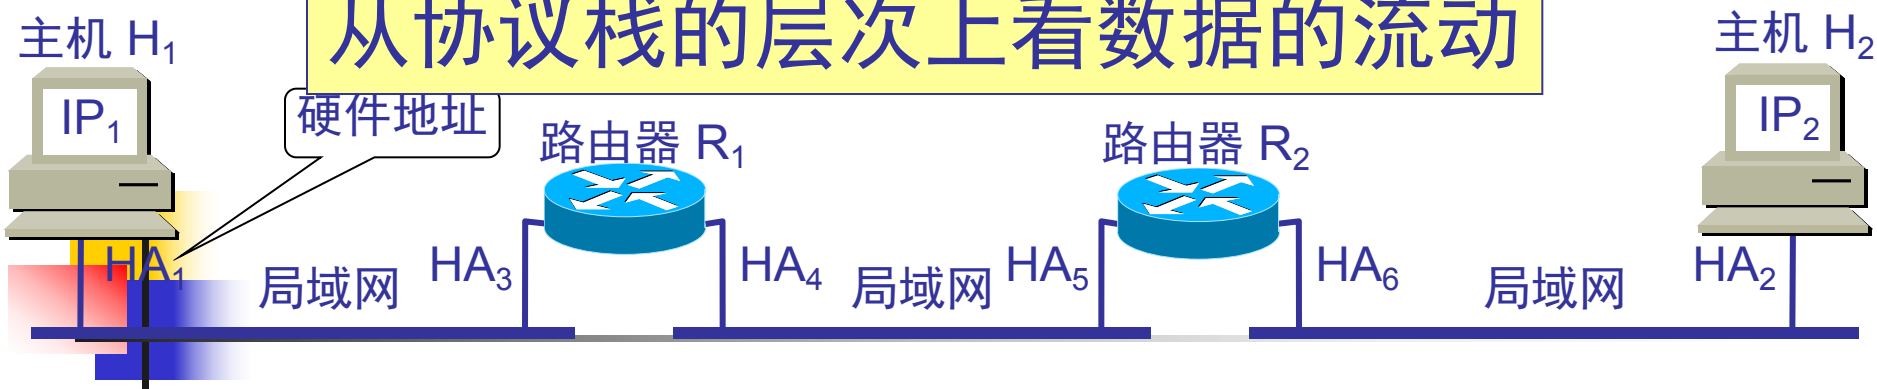 从协议栈的层次上看数据的流动
主机 H₁
主机 H₂
IP₁
硬件地址
路由器 R₁
路由器 R₂
IP₂
HA₁
局域网
HA₃
HA₄
局域网
HA₅
HA₆
局域网
HA₂